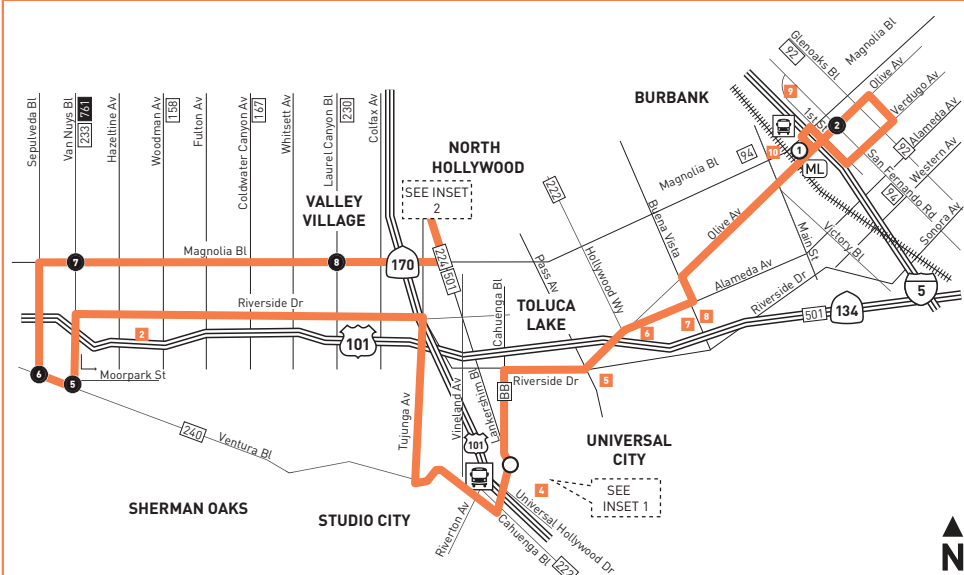 Sepulveda Bl
Van Nuys Bl
233 761
Hazeltine Av
Woodman Av
158
Fulton Av
Coldwater Canyon Av
167
Whitsett Av
Laurel Canyon Bl
230
Colfax Av
170
VALLEY
VILLAGE
NORTH
HOLLYWOOD
SEE INSET
2
224 501
BURBANK
Glenoaks Bl
92
Magnolia Bl
Olive Av
Verdugo Av
Alameda Av
Western Av
Sonora Av
92
9
1st St
2
1
ML
10
94
San Fernando Rd
94
Magnolia Bl
222
Buena Vista
Olive Av
Main St
Victory Bl
5
Magnolia Bl
7
8
Riverside Dr
2
101
Moorpark St
6
5
Pass Av
Hollywood Wy
Alameda Av
Riverside Dr
501
134
TOLUCA
LAKE
Cahuenga Bl
6
7
8
5
Riverside Dr
BB
Lankershim Bl
Vineland Av
Tujunga Av
101
240
Ventura Bl
UNIVERSAL
CITY
4
SEE
INSET 1
Universal Hollywood Dr
SHERMAN OAKS
STUDIO CITY
Riverton Av
Cahuenga Bl
222
N